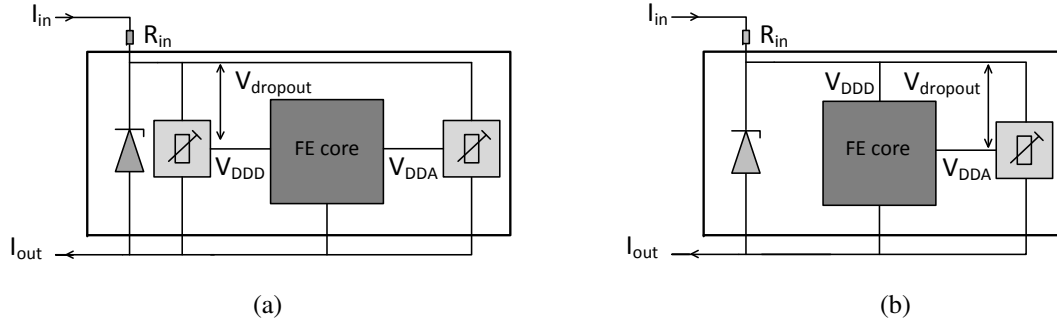 I_in
R_in
V_dropout
FE core
V_DDD
V_DDA
I_out
(a)
I_in
R_in
V_DDD
V_dropout
FE core
V_DDA
I_out
(b)